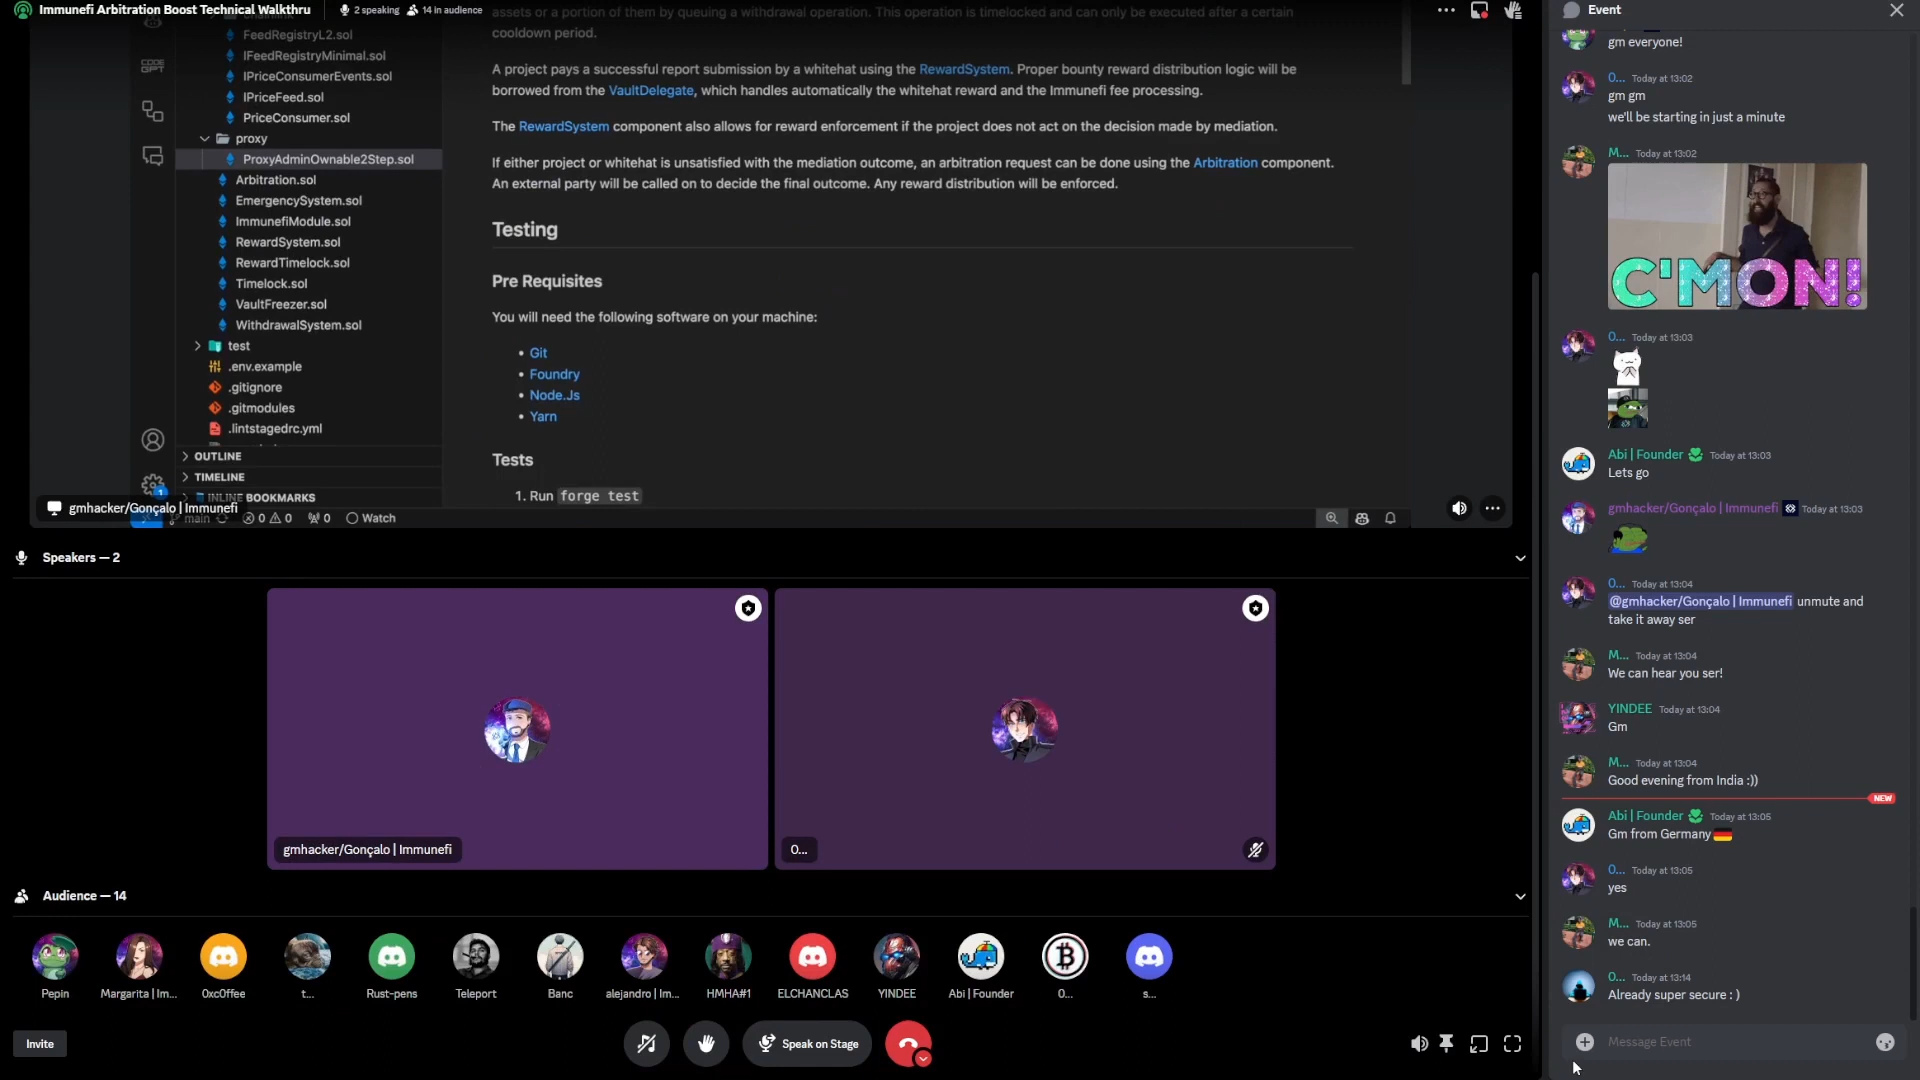 Immunefi Arbitration Boost Technical Walkthru
2 speaking
14 in audience
FeedRegistryL2.sol
IFeedRegistryMinimal.sol
IPriceConsumerEvents.sol
IPriceFeed.sol
PriceConsumer.sol
proxy
ProxyAdminOwnable2Step.sol
Arbitration.sol
EmergencySystem.sol
ImmunefiModule.sol
RewardSystem.sol
RewardTimelock.sol
Timelock.sol
VaultFreezer.sol
WithdrawalSystem.sol
test
.env.example
.gitignore
.gitmodules
.lintstagedrc.yml
OUTLINE
TIMELINE
INLINE BOOKMARKS
gmhacker/Gonçalo | Immunefi
main
0 0
0
Watch
assets or a portion of them by queuing a withdrawal operation. This operation is timelocked and can only be executed after a certain
cooldown period.
A project pays a successful report submission by a whitehat using the RewardSystem. Proper bounty reward distribution logic will be
borrowed from the VaultDelegate, which handles automatically the whitehat reward and the Immunefi fee processing.
The RewardSystem component also allows for reward enforcement if the project does not act on the decision made by mediation.
If either project or whitehat is unsatisfied with the mediation outcome, an arbitration request can be done using the Arbitration component.
An external party will be called on to decide the final outcome. Any reward distribution will be enforced.
Testing
Pre Requisites
You will need the following software on your machine:
• Git
• Foundry
• Node.Js
• Yarn
Tests
1. Run forge test
Speakers — 2
gmhacker/Gonçalo | Immunefi
0...
Audience — 14
Pepin
Margarita | Im...
0xc0ffee
t...
Rust-pens
Teleport
Banc
alejandro | Im...
HMHA#1
ELCHANCLAS
YINDEE
Abi | Founder
0...
s...
Invite
Speak on Stage
Event
gm everyone!
0... Today at 13:02
gm gm
we'll be starting in just a minute
M... Today at 13:02
C'MON!
0... Today at 13:03
Abi | Founder Today at 13:03
Lets go
gmhacker/Gonçalo | Immunefi Today at 13:03
0... Today at 13:04
@gmhacker/Gonçalo | Immunefi unmute and
take it away ser
M... Today at 13:04
We can hear you ser!
YINDEE Today at 13:04
Gm
M... Today at 13:04
Good evening from India :))
NEW
Abi | Founder Today at 13:05
Gm from Germany
0... Today at 13:05
yes
M... Today at 13:05
we can.
0... Today at 13:14
Already super secure : )
Message Event